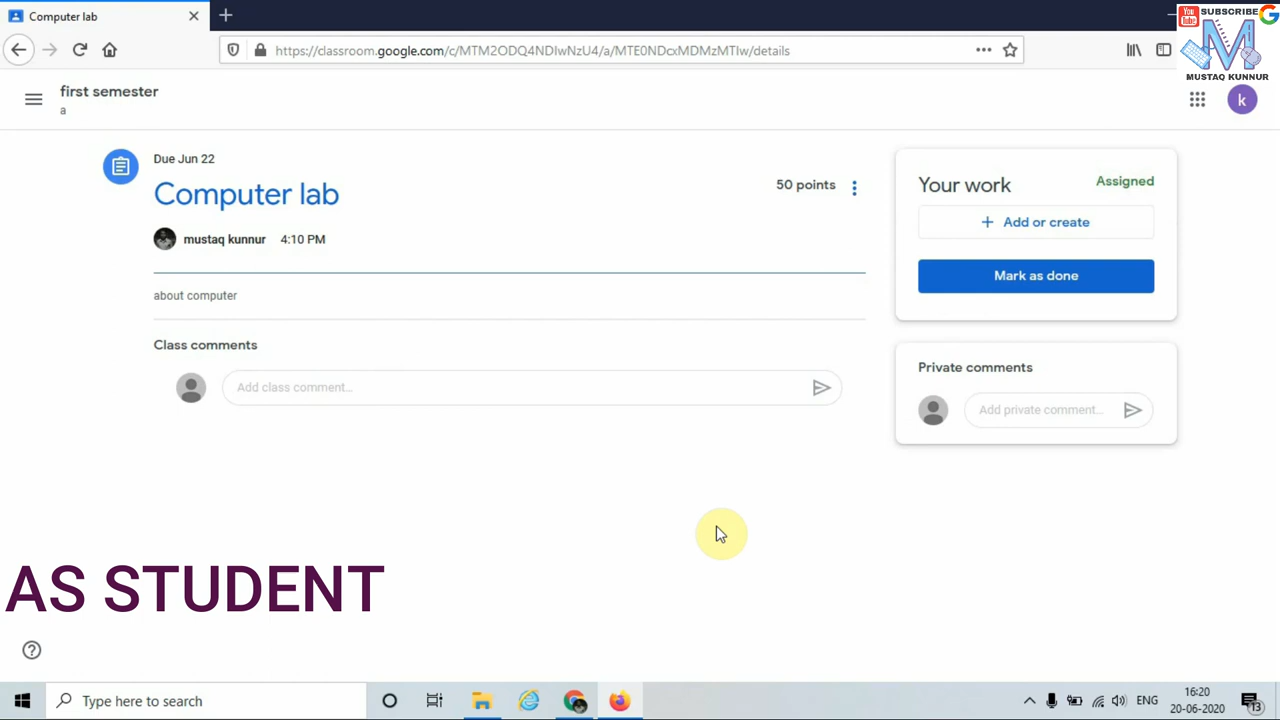 Computer lab
SUBSCRIBE
You
Tube
MUSTAQ KUNNUR
https://classroom.google.com/c/MTM2ODQ4NDIwNzU4/a/MTE0NDcxMDMzMTIw/details
first semester
a
k
Due Jun 22
Computer lab
50 points
mustaq kunnur 4:10 PM
about computer
Class comments
Add class comment...
Your work
Assigned
+ Add or create
Mark as done
Private comments
Add private comment...
AS STUDENT
Type here to search
ENG
16:20
20-06-2020
13